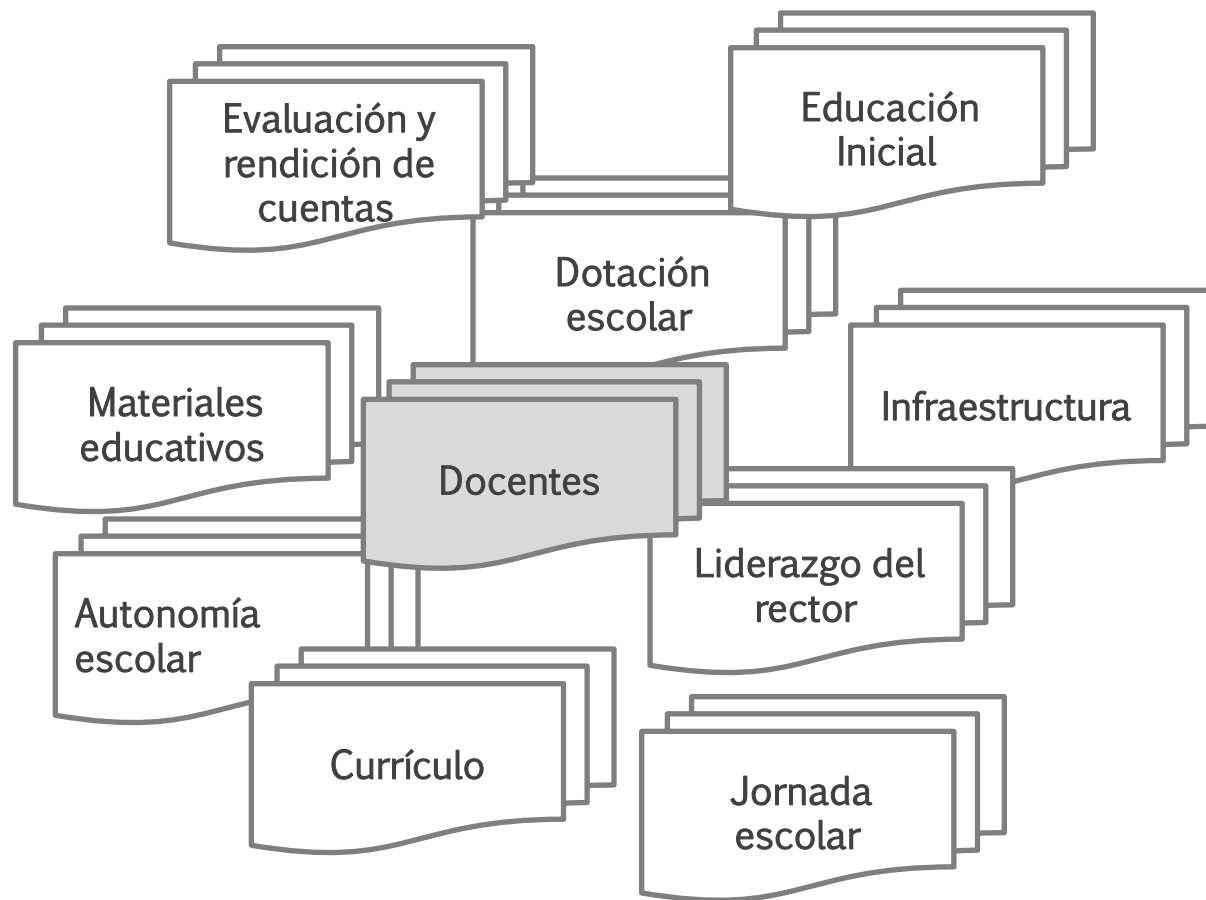 Evaluación y
rendición de
cuentas
Educación
Inicial
Dotación
escolar
Materiales
educativos
Infraestructura
Docentes
Liderazgo del
rector
Autonomía
escolar
Currículo
Jornada
escolar